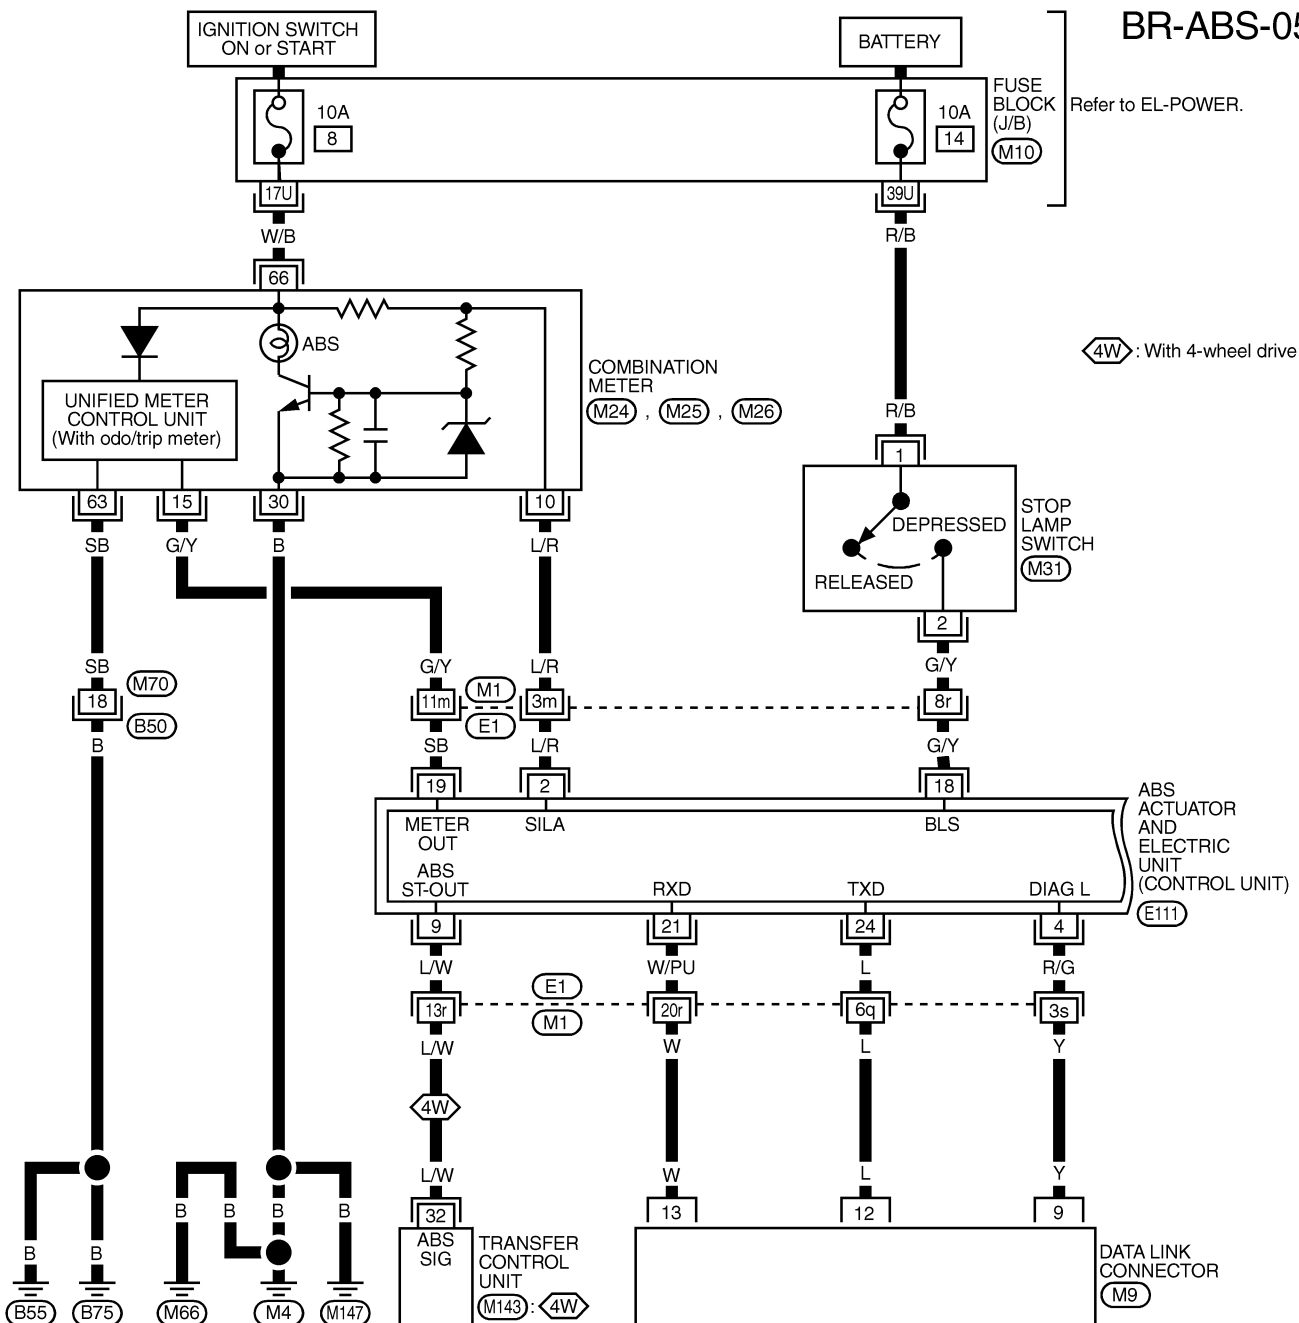 BR-ABS-05
IGNITION SWITCH
ON or START
BATTERY
10A
8
10A
14
FUSE
BLOCK
(J/B)
M10
Refer to EL-POWER.
17U
39U
W/B
R/B
66
ABS
UNIFIED METER
CONTROL UNIT
(With odo/trip meter)
COMBINATION
METER
M24 , M25 , M26
4W : With 4-wheel drive
R/B
1
DEPRESSED
RELEASED
STOP
LAMP
SWITCH
M31
2
63
15
30
10
SB
G/Y
B
L/R
SB
G/Y
L/R
G/Y
18
M70
B50
11m
M1
E1
3m
8r
B
SB
L/R
G/Y
19
2
18
METER
OUT
SILA
BLS
ABS
ST-OUT
RXD
TXD
DIAG L
ABS
ACTUATOR
AND
ELECTRIC
UNIT
(CONTROL UNIT)
E111
9
21
24
4
L/W
W/PU
L
R/G
13r
E1
M1
20r
6q
3s
L/W
W
L
Y
4W
L/W
W
L
Y
32
13
12
9
B
B
B
B
B
B
ABS
SIG
TRANSFER
CONTROL
UNIT
M143 : 4W
DATA LINK
CONNECTOR
M9
B55
B75
M66
M4
M147